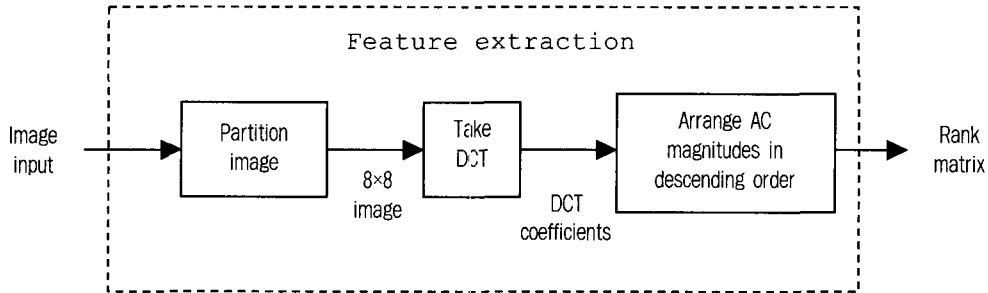 Feature extraction
Image
input
Partition
image
8×8
image
Take
DCT
DCT
coefficients
Arrange AC
magnitudes in
descending order
Rank
matrix